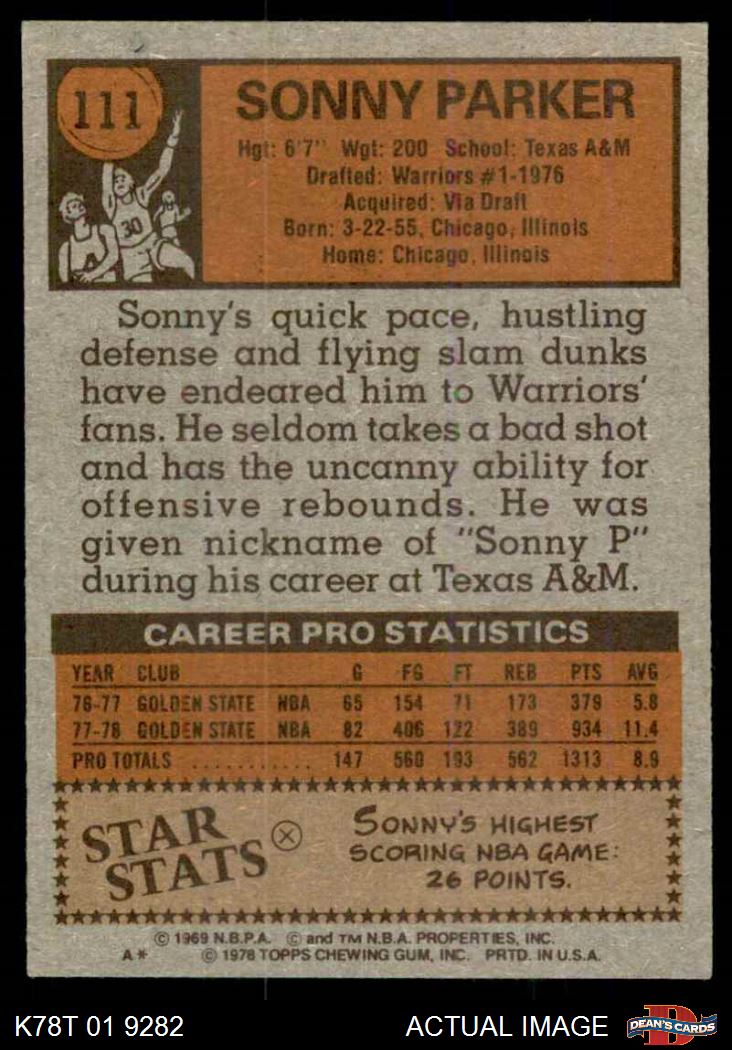 111
SONNY PARKER
Hgt: 6'7" Wgt: 200 School: Texas A&M
Drafted: Warriors #1-1976
Acquired: Via Draft
Born: 3-22-55, Chicago, Illinois
Home: Chicago, Illinois
30
Sonny's quick pace, hustling
defense and flying slam dunks
have endeared him to Warriors'
fans. He seldom takes a bad shot
and has the uncanny ability for
offensive rebounds. He was
given nickname of "Sonny P"
during his career at Texas A&M.
CAREER PRO STATISTICS
YEAR CLUB G FG FT REB PTS AVG
76-77 GOLDEN STATE NBA 65 154 71 173 379 5.8
77-78 GOLDEN STATE NBA 82 406 122 389 934 11.4
PRO TOTALS ........... 147 560 193 562 1313 8.9
STAR
STATS
SONNY'S HIGHEST
SCORING NBA GAME:
26 POINTS.
© 1969 N.B.P.A. © and TM N.B.A. PROPERTIES, INC.
A* © 1978 TOPPS CHEWING GUM, INC. PRTD. IN U.S.A.
K78T 01 9282 ACTUAL IMAGE D DEAN'S CARDS